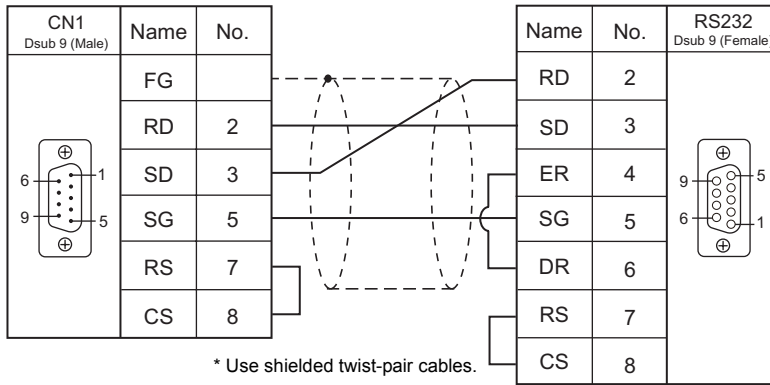 CN1
Dsub 9 (Male)
Name
No.
FG
RD
2
SD
3
SG
5
RS
7
CS
8
6
1
9
5
* Use shielded twist-pair cables.
Name
No.
RS232
Dsub 9 (Female)
RD
2
SD
3
ER
4
SG
5
DR
6
RS
7
CS
8
9
5
6
1